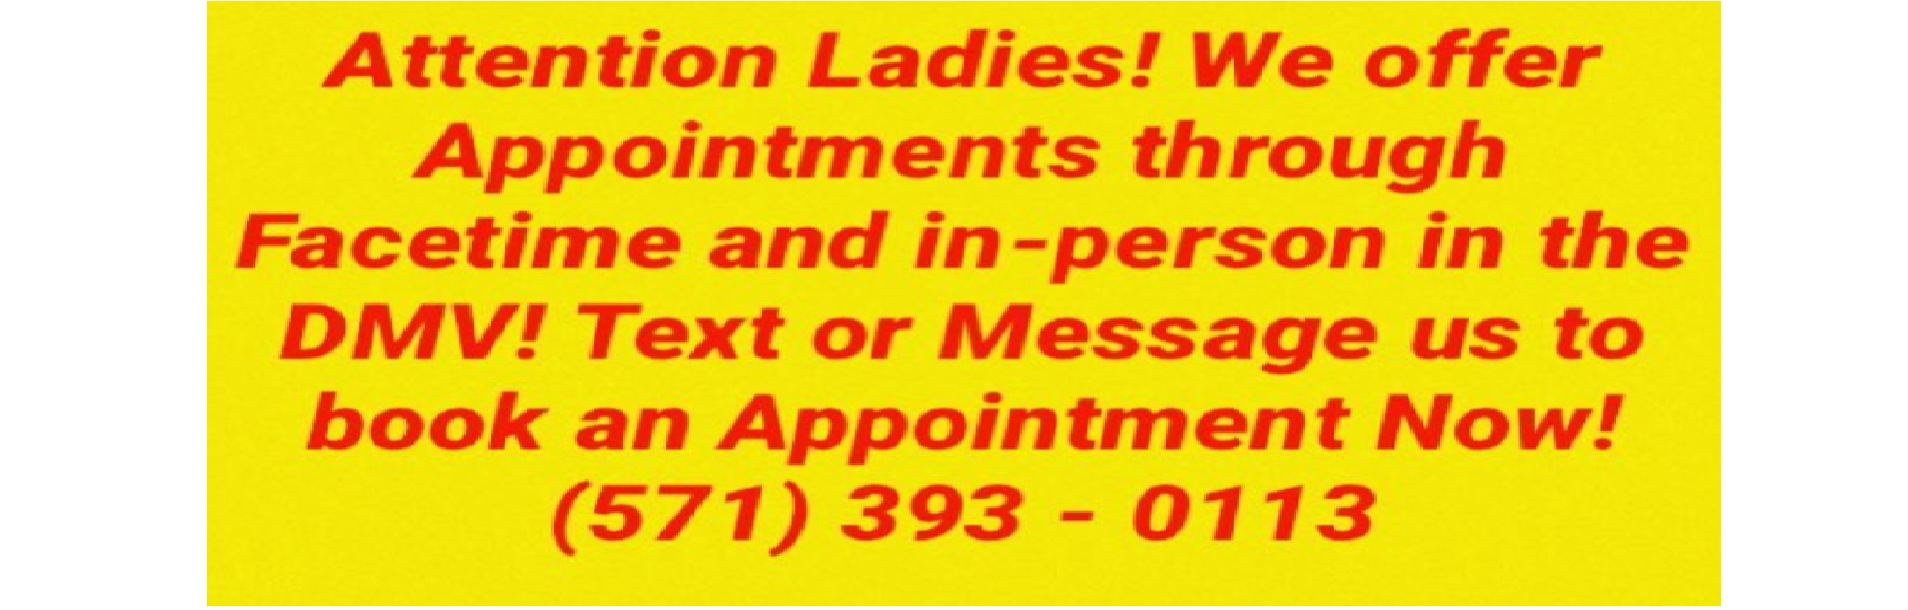 Attention Ladies! We offer
Appointments through
Facetime and in-person in the
DMV! Text or Message us to
book an Appointment Now!
(571) 393 - 0113